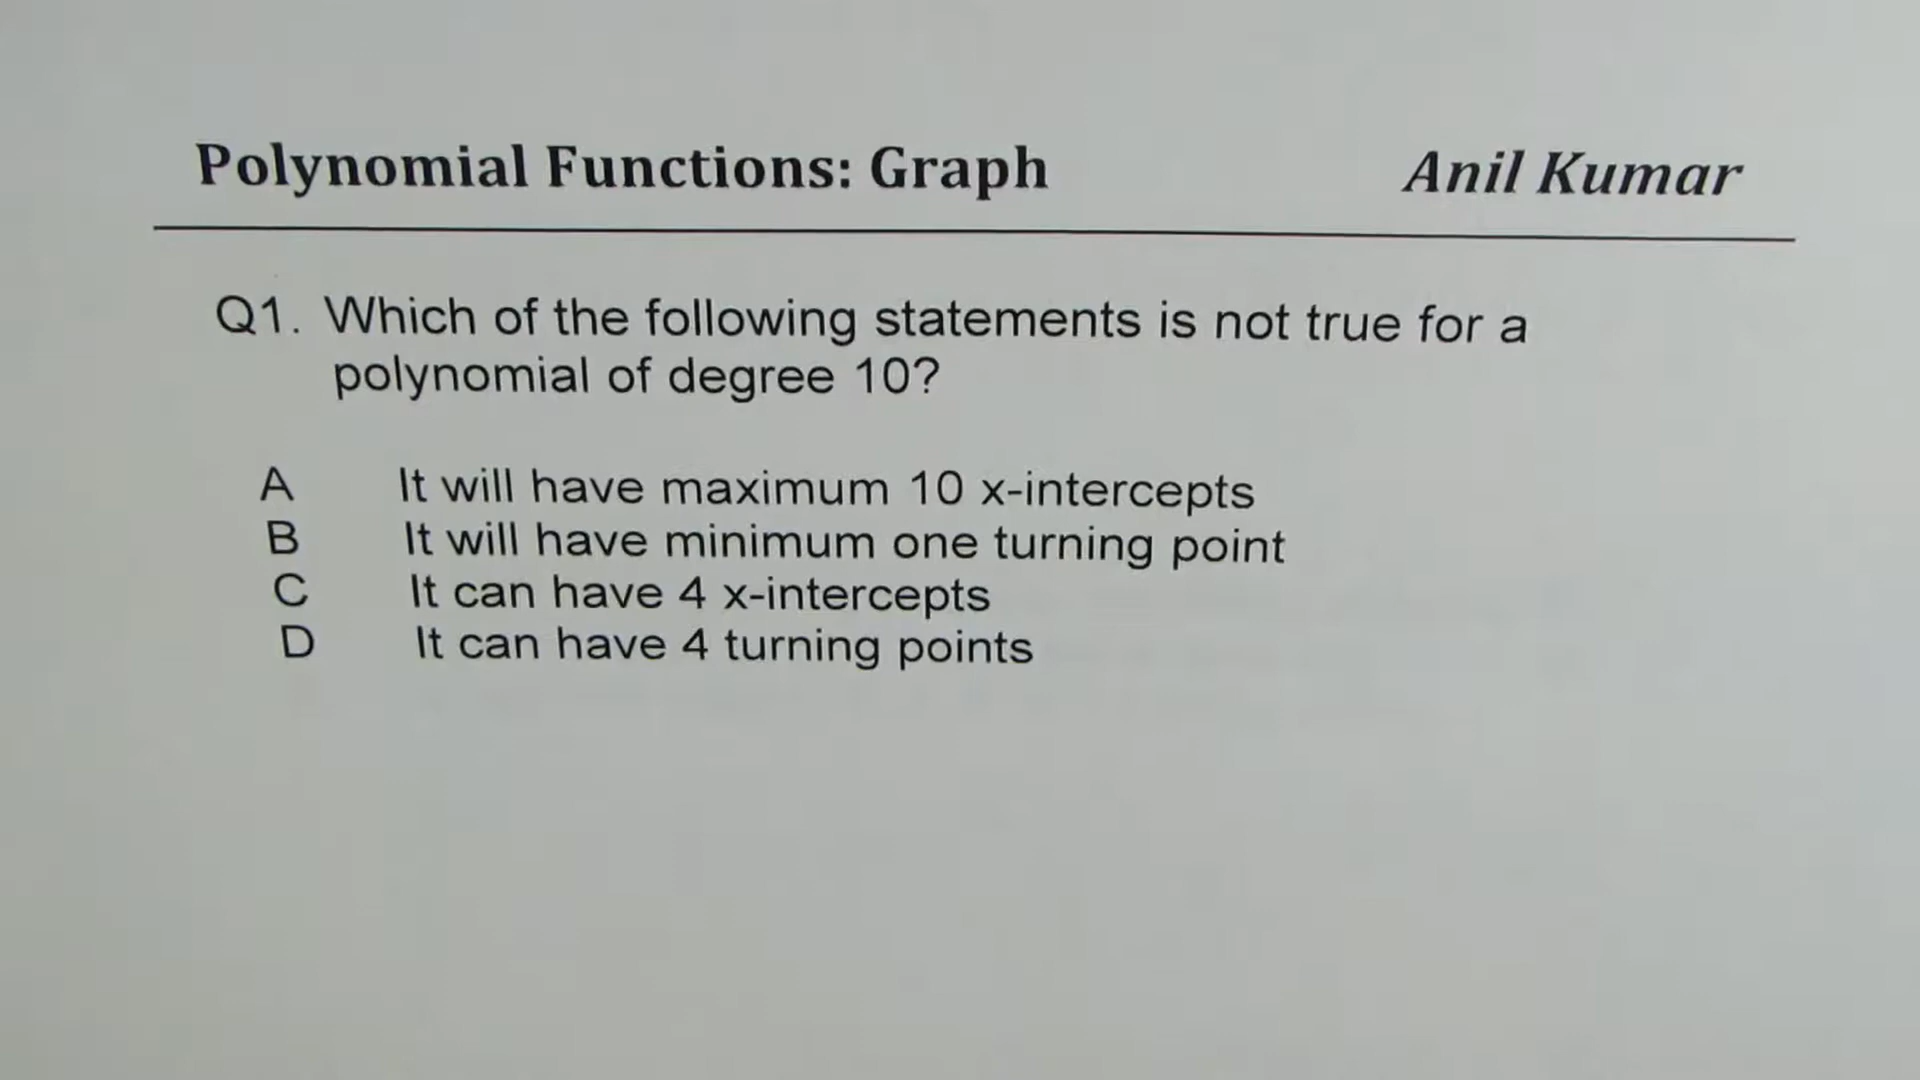 Polynomial Functions: Graph Anil Kumar
Q1. Which of the following statements is not true for a
polynomial of degree 10?
A It will have maximum 10 x-intercepts
B It will have minimum one turning point
C It can have 4 x-intercepts
D It can have 4 turning points